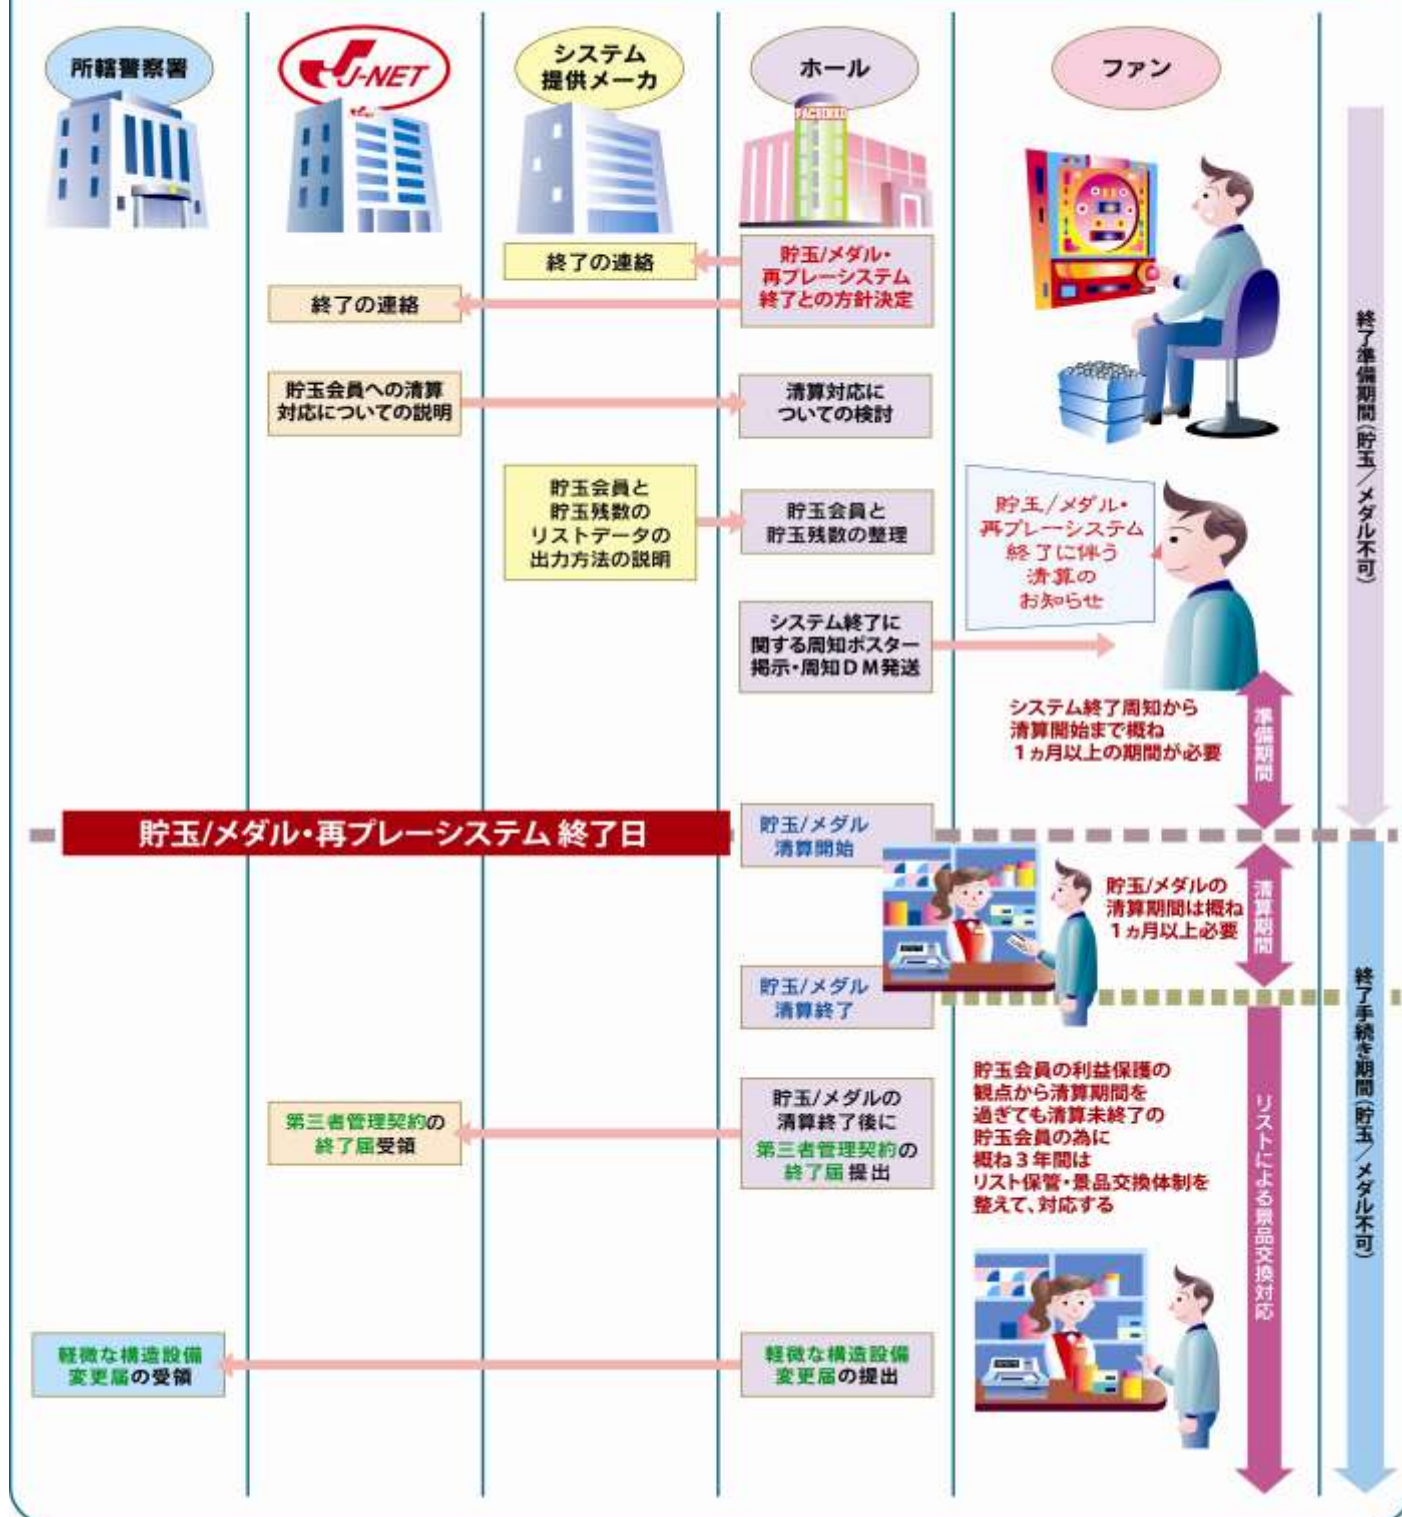 所轄警察署
J-NET
システム
提供メーカ
ホール
ファン
終了の連絡
貯玉/メダル・
再プレーシステム
終了との方針決定
終了の連絡
貯玉会員への清算
対応についての説明
清算対応に
ついての検討
貯玉会員と
貯玉残数の
リストデータの
出力方法の説明
貯玉会員と
貯玉残数の整理
貯玉/メダル・
再プレーシステム
終了に伴う
清算の
お知らせ
システム終了に
関する周知ポスター
掲示・周知DM発送
システム終了周知から
清算開始まで概ね
1ヵ月以上の期間が必要
準備期間
終了準備期間(貯玉/メダル不可)
貯玉/メダル・再プレーシステム 終了日
貯玉/メダル
清算開始
貯玉/メダルの
清算期間は概ね
1ヵ月以上必要
清算期間
貯玉/メダル
清算終了
第三者管理契約の
終了届受領
貯玉/メダルの
清算終了後に
第三者管理契約の
終了届 提出
貯玉会員の利益保護の
観点から清算期間を
過ぎても清算未終了の
貯玉会員の為に
概ね3年間は
リスト保管・景品交換体制を
整えて、対応する
リストによる景品交換対応
終了手続き期間(貯玉/メダル不可)
軽微な構造設備
変更届の受領
軽微な構造設備
変更届の提出